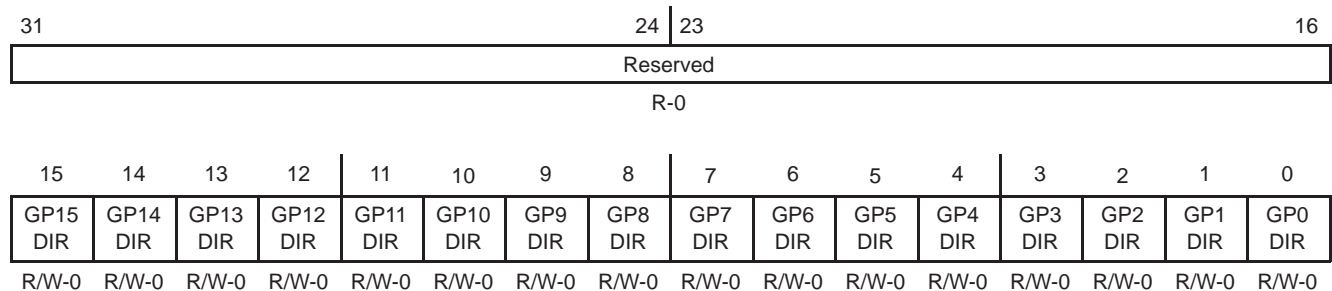 31 24 23 16
Reserved
R-0
15 14 13 12 11 10 9 8 7 6 5 4 3 2 1 0
GP15 GP14 GP13 GP12 GP11 GP10 GP9 GP8 GP7 GP6 GP5 GP4 GP3 GP2 GP1 GP0
DIR DIR DIR DIR DIR DIR DIR DIR DIR DIR DIR DIR DIR DIR DIR DIR
R/W-0 R/W-0 R/W-0 R/W-0 R/W-0 R/W-0 R/W-0 R/W-0 R/W-0 R/W-0 R/W-0 R/W-0 R/W-0 R/W-0 R/W-0 R/W-0